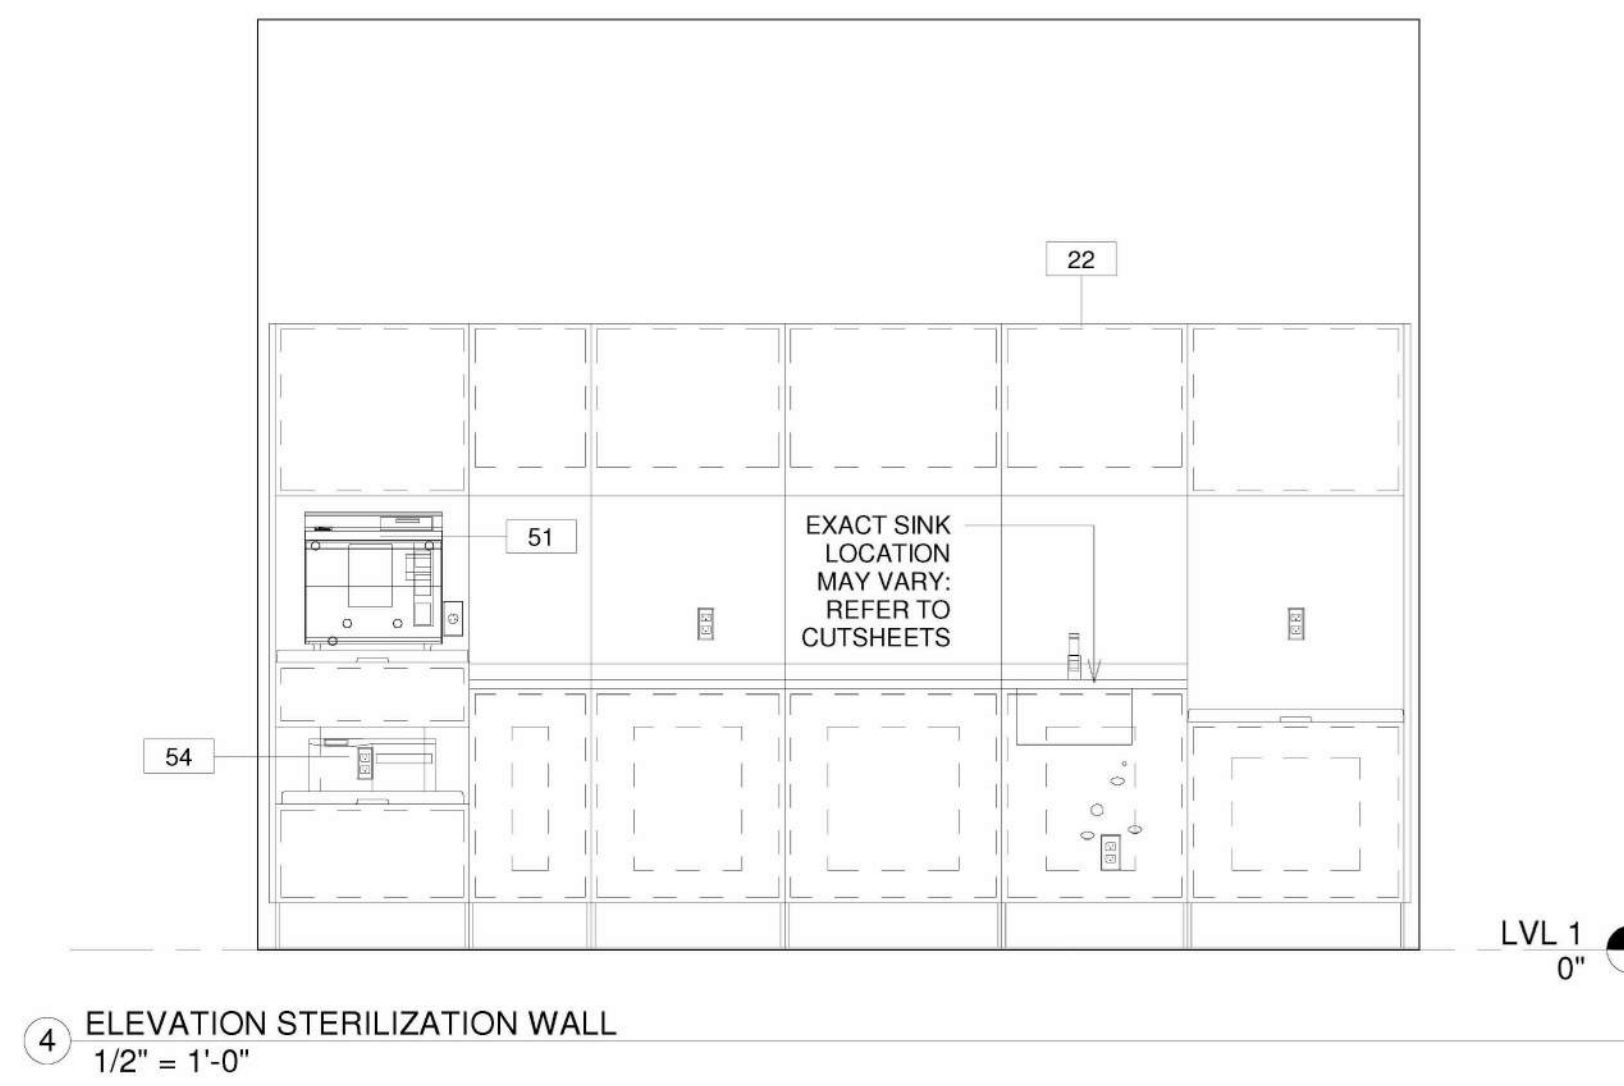 22
51
EXACT SINK
LOCATION
MAY VARY:
REFER TO
CUTSHEETS
54
LVL 1
0"
4
ELEVATION STERILIZATION WALL
1/2" = 1'-0"